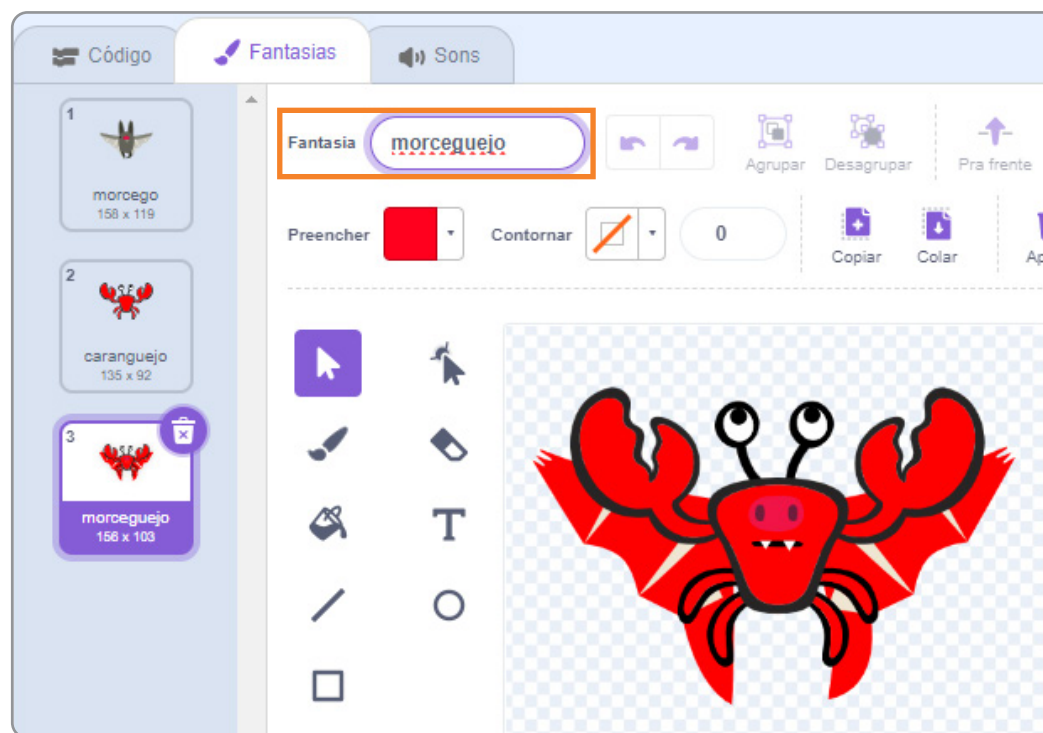 Código
Fantasias
Sons
1
morcego
158 x 119
2
caranguejo
135 x 92
3
morceguejo
156 x 103
Fantasia
morceguejo
Agrupar
Desagrupar
Pra frente
Preencher
Contornar
0
Copiar
Colar
Ap
T